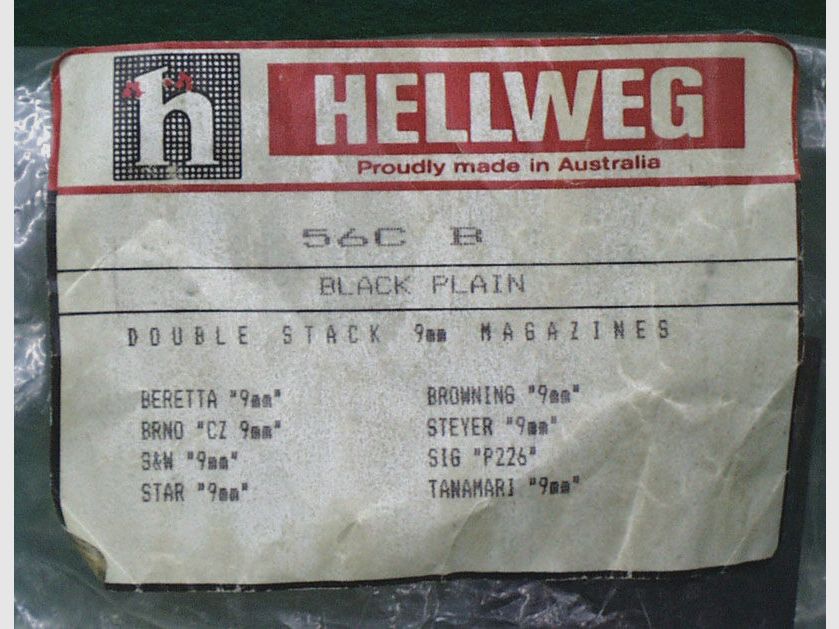 h
HELLWEG
Proudly made in Australia
56C B
BLACK PLAIN
DOUBLE STACK 9mm MAGAZINES
BERETTA "9mm" BROWNING "9mm"
BRNO "CZ 9mm" STEYER "9mm"
S&W "9mm" SIG "P226"
STAR "9mm" TANAMARI "9mm"